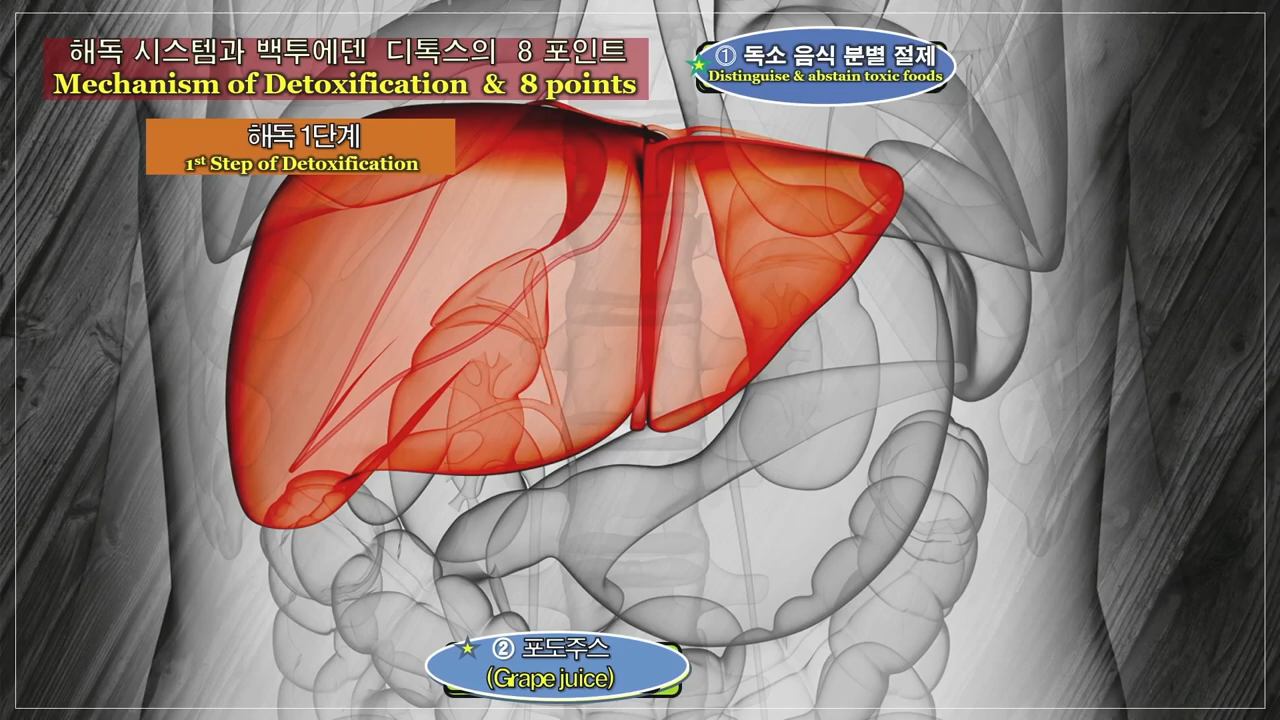 해독 시스템과 백투에덴 디톡스의 8 포인트
Mechanism of Detoxification & 8 points
① 독소 음식 분별 절제
Distinguise & abstain toxic foods
해독 1단계
1st Step of Detoxification
② 포도주스
(Grape juice)